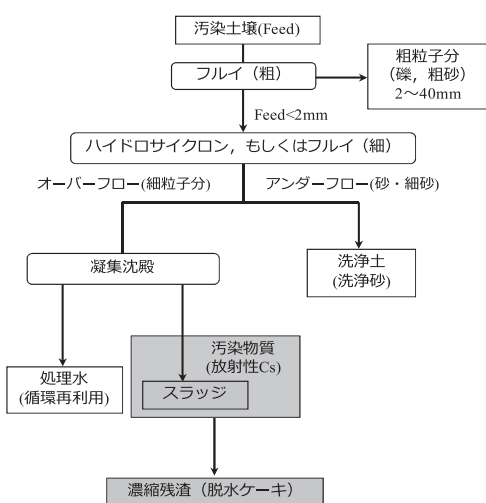 汚染土壌(Feed)
フルイ（粗）
粗粒子分
（礫，粗砂）
2～40mm
Feed<2mm
ハイドロサイクロン，もしくはフルイ（細）
オーバーフロー(細粒子分)
アンダーフロー(砂・細砂)
凝集沈殿
洗浄土
(洗浄砂)
汚染物質
(放射性Cs)
スラッジ
処理水
(循環再利用)
濃縮残渣（脱水ケーキ）